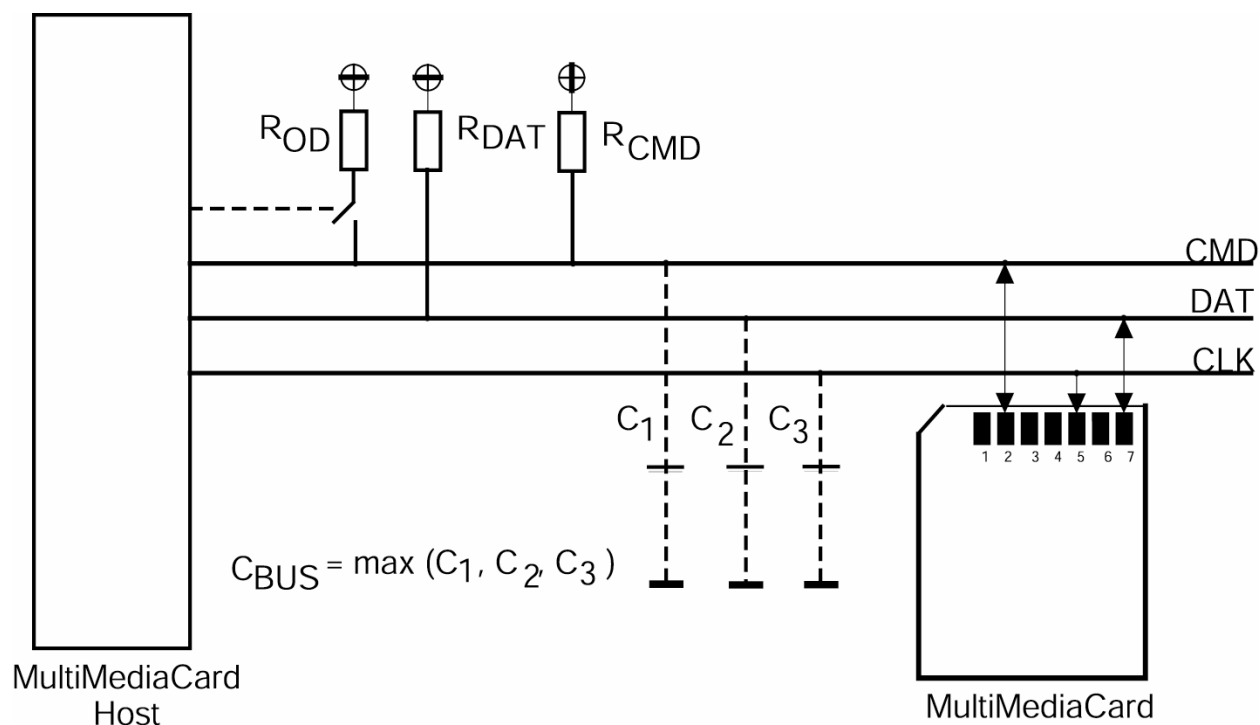 R_OD
R_DAT
R_CMD
CMD
DAT
CLK
C_1
C_2
C_3
1 2 3 4 5 6 7
C_BUS = max (C_1, C_2, C_3)
MultiMediaCard
Host
MultiMediaCard